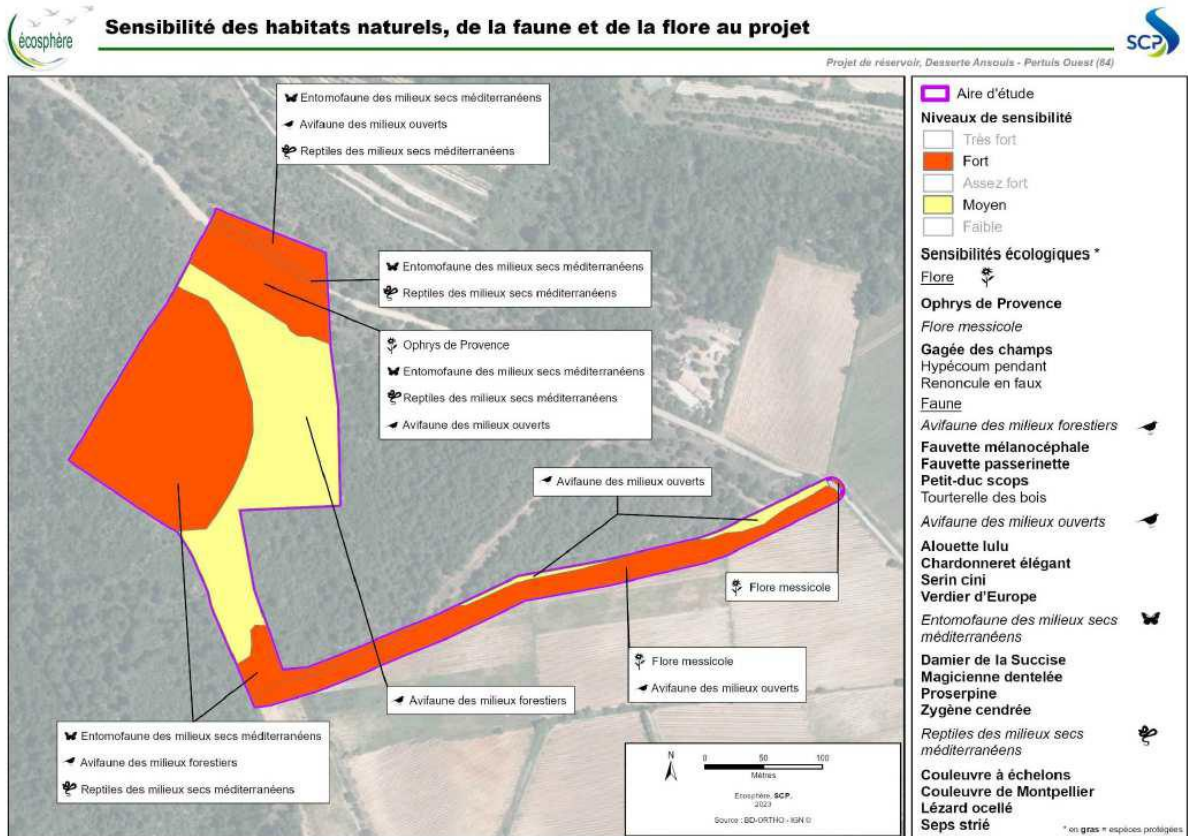 écosphère
Sensibilité des habitats naturels, de la faune et de la flore au projet
SCP
Projet de réservoir, Desserte Ansouis - Pertuis Ouest (84)
Entomofaune des milieux secs méditerranéens
Avifaune des milieux ouverts
Reptiles des milieux secs méditerranéens
Entomofaune des milieux secs méditerranéens
Reptiles des milieux secs méditerranéens
Ophrys de Provence
Entomofaune des milieux secs méditerranéens
Reptiles des milieux secs méditerranéens
Avifaune des milieux ouverts
Avifaune des milieux ouverts
Flore messicole
Flore messicole
Avifaune des milieux ouverts
Avifaune des milieux forestiers
Entomofaune des milieux secs méditerranéens
Avifaune des milieux forestiers
Reptiles des milieux secs méditerranéens
N
0 50 100
Mètres
Ecosphère, SCP.
2023
Source : BD-ORTHO - IGN ©
Aire d'étude
Niveaux de sensibilité
Très fort
Fort
Assez fort
Moyen
Faible
Sensibilités écologiques *
Flore
Ophrys de Provence
Flore messicole
Gagée des champs
Hypécoum pendant
Renoncule en faux
Faune
Avifaune des milieux forestiers
Fauvette mélanocéphale
Fauvette passerinette
Petit-duc scops
Tourterelle des bois
Avifaune des milieux ouverts
Alouette lulu
Chardonneret élégant
Serin cini
Verdier d'Europe
Entomofaune des milieux secs
méditerranéens
Damier de la Succise
Magicienne dentelée
Proserpine
Zygène cendrée
Reptiles des milieux secs
méditerranéens
Couleuvre à échelons
Couleuvre de Montpellier
Lézard ocellé
Seps strié
* en gras = espèces protégées